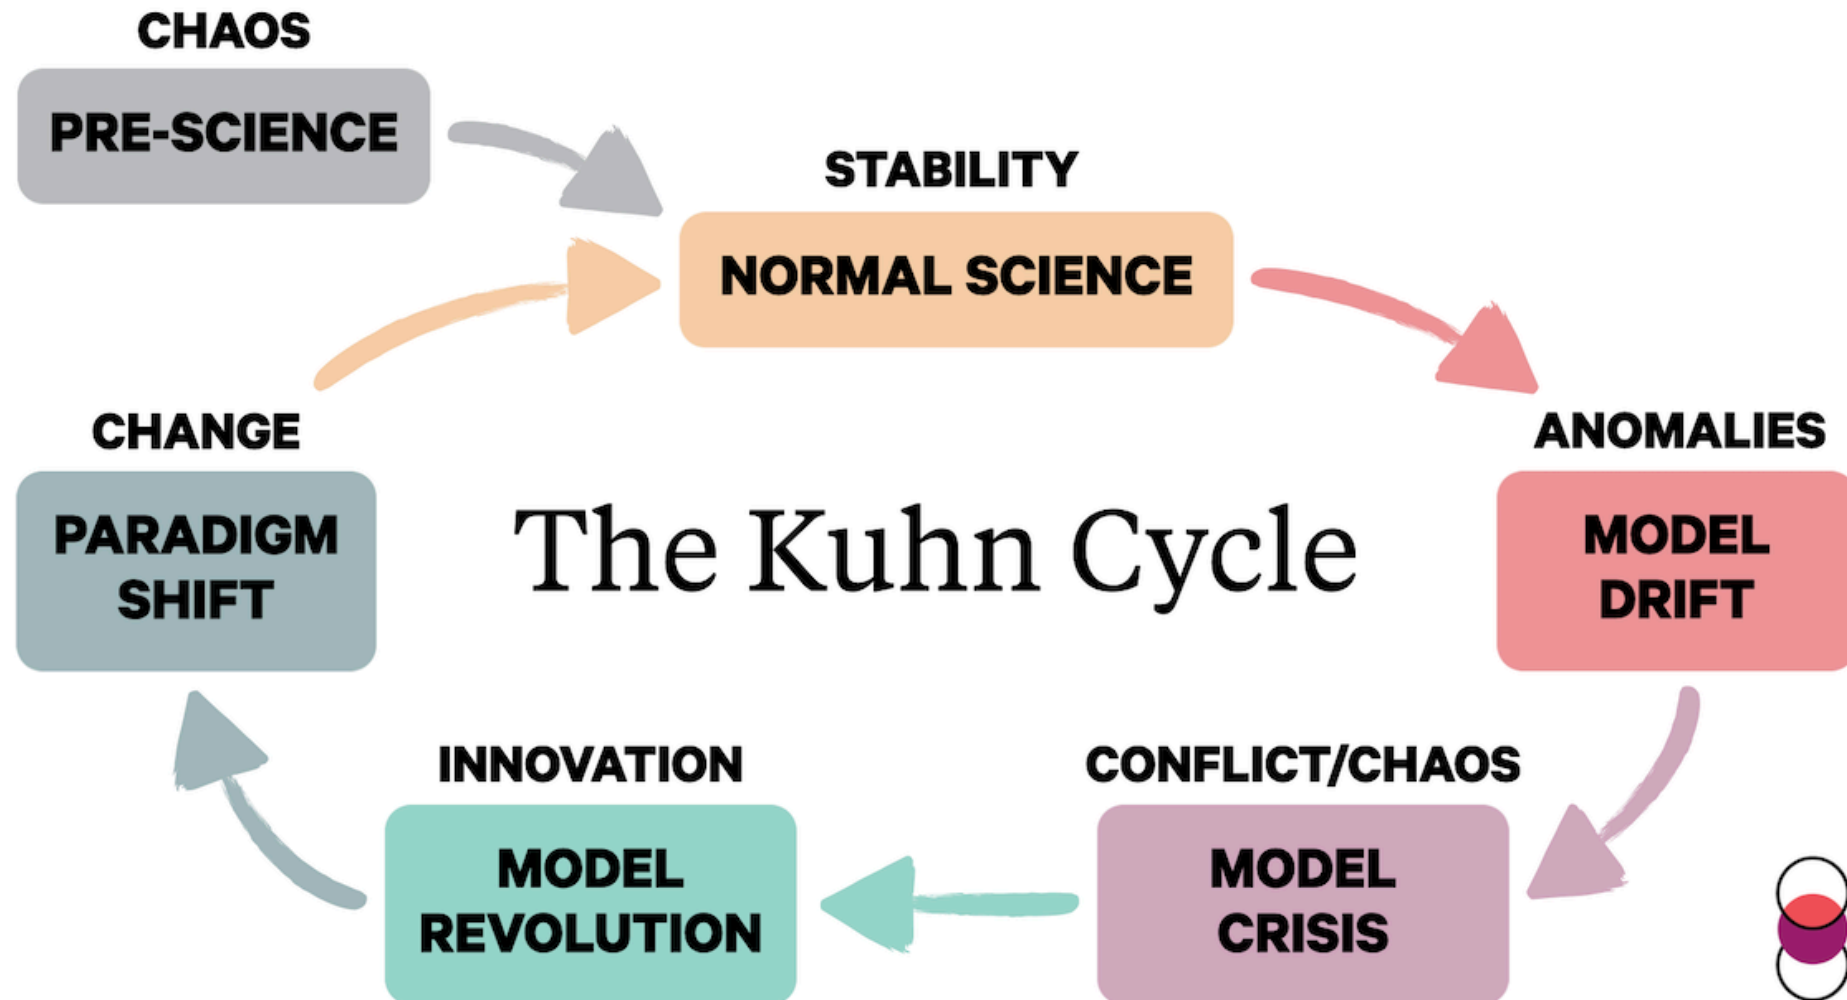 CHAOS
PRE-SCIENCE
STABILITY
NORMAL SCIENCE
ANOMALIES
MODEL
DRIFT
CONFLICT/CHAOS
MODEL
CRISIS
INNOVATION
MODEL
REVOLUTION
CHANGE
PARADIGM
SHIFT
The Kuhn Cycle